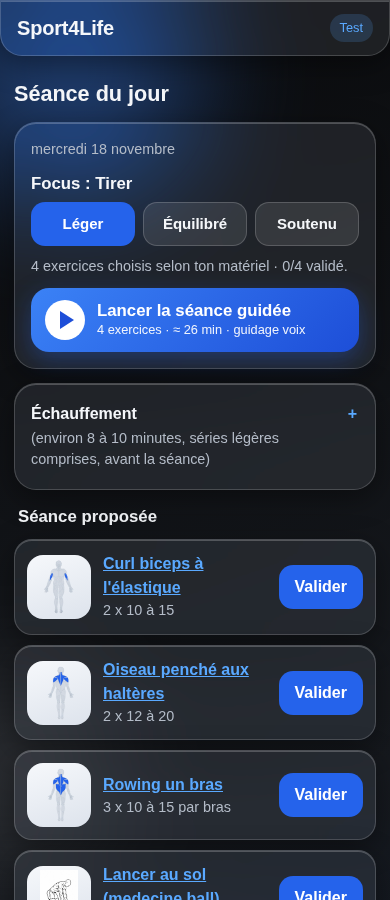 Sport4Life
Test
Séance du jour
mercredi 18 novembre
Focus : Tirer
Léger
Équilibré
Soutenu
4 exercices choisis selon ton matériel · 0/4 validé.
Lancer la séance guidée
4 exercices · ≈ 26 min · guidage voix
Échauffement
+
(environ 8 à 10 minutes, séries légères
comprises, avant la séance)
Séance proposée
Curl biceps à
l'élastique
2 x 10 à 15
Valider
Oiseau penché aux
haltères
2 x 12 à 20
Valider
Rowing un bras
3 x 10 à 15 par bras
Valider
Lancer au sol
(medecine ball)
Valider